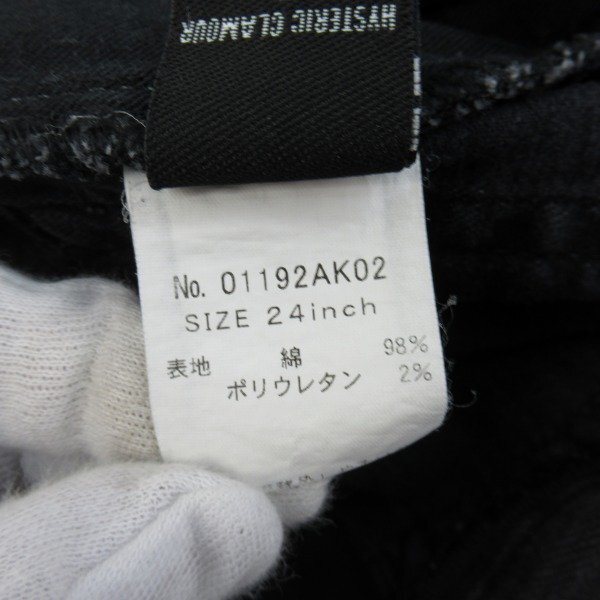 HYSTERIC GLAMOUR
No. 01192AK02
SIZE 24inch
表地 綿 98%
ポリウレタン 2%